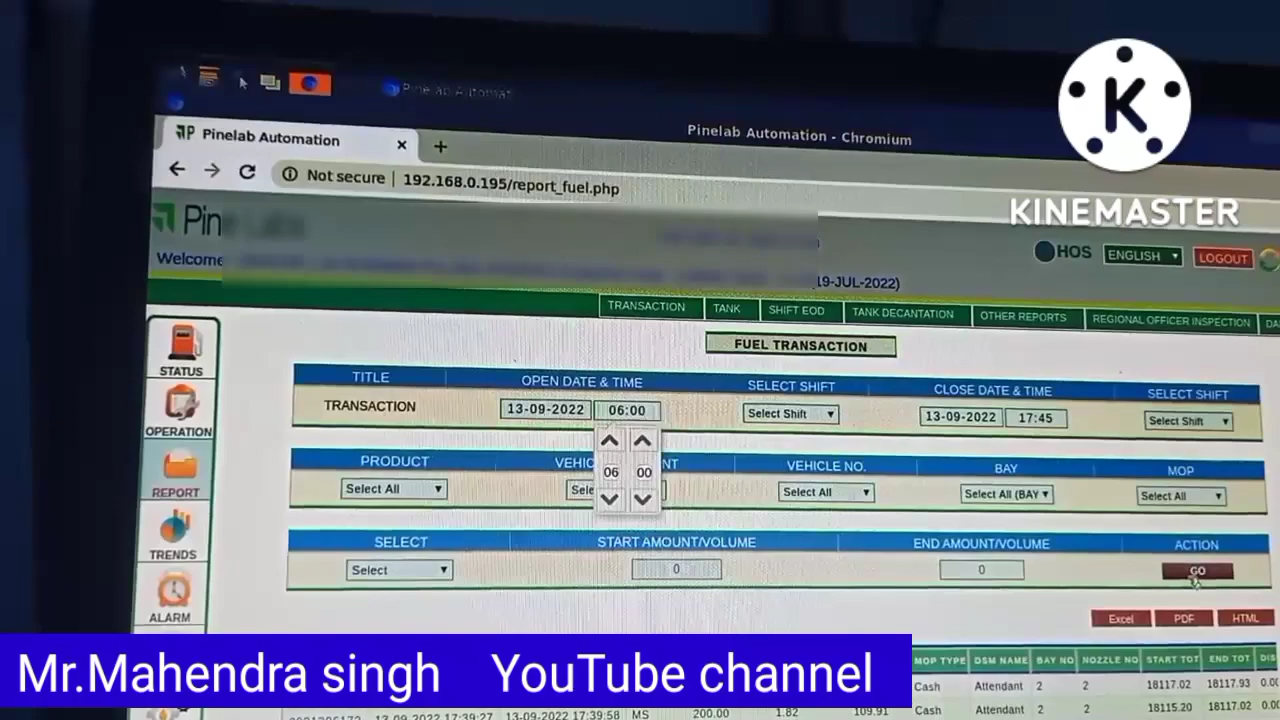 K
KINEMASTER
Pinelab Automation - Chromium
Pinelab Automation
Not secure | 192.168.0.195/report_fuel.php
Pin
HOS ENGLISH LOGOUT
Welcome
19-JUL-2022)
TRANSACTION TANK SHIFT EOD TANK DECANTATION OTHER REPORTS REGIONAL OFFICER INSPECTION
FUEL TRANSACTION
STATUS
OPERATION
REPORT
TRENDS
ALARM
TITLE OPEN DATE & TIME SELECT SHIFT CLOSE DATE & TIME SELECT SHIFT
TRANSACTION 13-09-2022 06:00 Select Shift 13-09-2022 17:45 Select Shift
06 00
PRODUCT VEHIC NT VEHICLE NO. BAY MOP
Select All Sele Select All Select All (BAY Select All
SELECT START AMOUNT/VOLUME END AMOUNT/VOLUME ACTION
Select 0 0 GO
Excel PDF HTML
MOP TYPE DSM NAME BAY NO NOZZLE NO START TOT END TOT DIS
Cash Attendant 2 2 18117.02 18117.93 0.00
13-09-2022 17:39:27 13-09-2022 17:39:58 MS 200.00 1.82 109.91 Cash Attendant 2 2 18115.20 18117.02
Mr.Mahendra singh YouTube channel